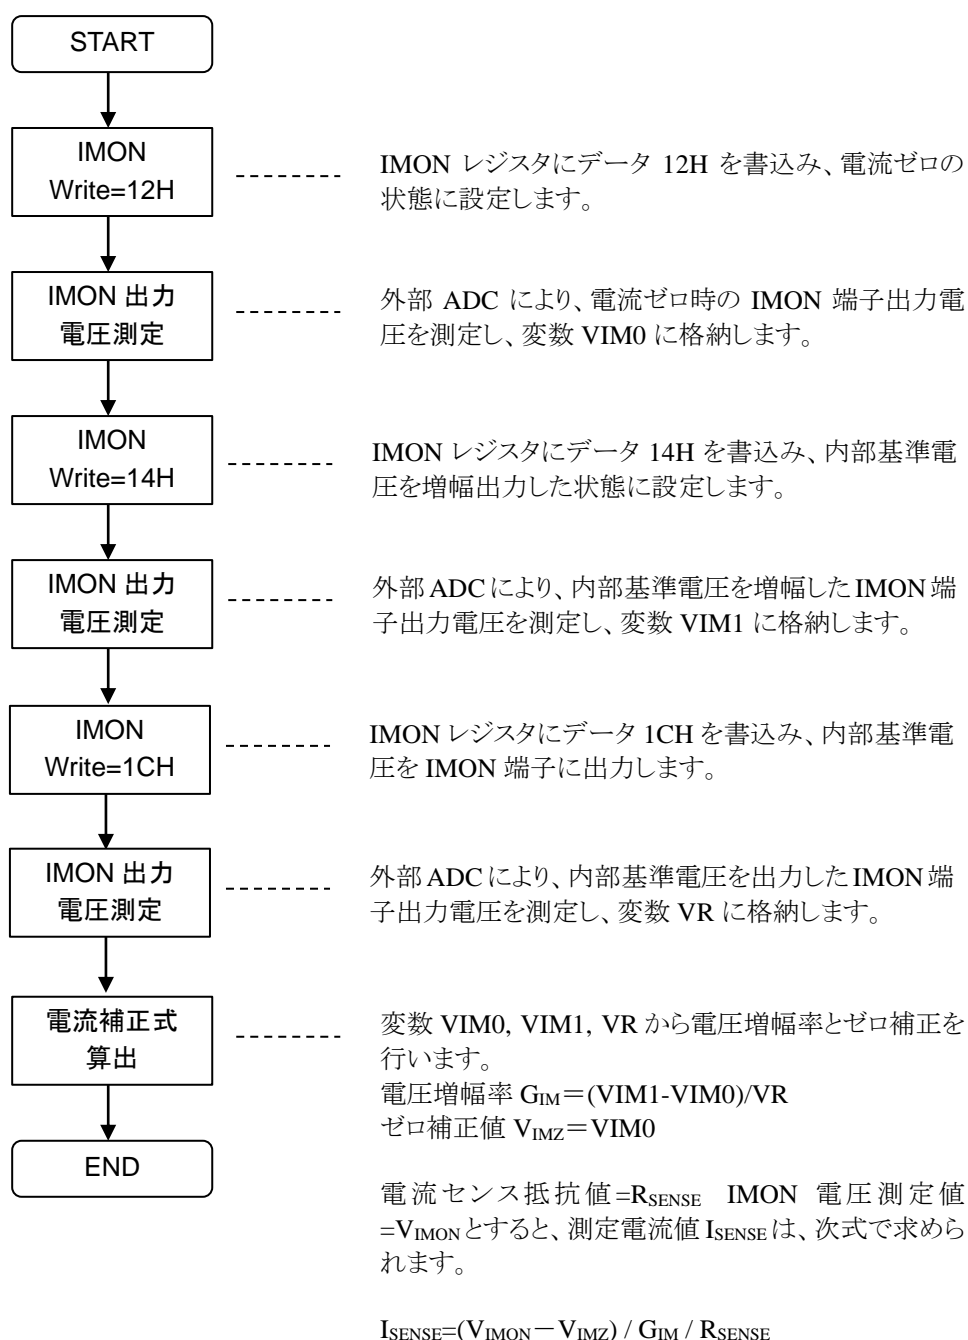 START
IMON
Write=12H
IMON レジスタにデータ 12H を書込み、電流ゼロの
状態に設定します。
IMON 出力
電圧測定
外部 ADC により、電流ゼロ時の IMON 端子出力電
圧を測定し、変数 VIM0 に格納します。
IMON
Write=14H
IMON レジスタにデータ 14H を書込み、内部基準電
圧を増幅出力した状態に設定します。
IMON 出力
電圧測定
外部 ADC により、内部基準電圧を増幅した IMON 端
子出力電圧を測定し、変数 VIM1 に格納します。
IMON
Write=1CH
IMON レジスタにデータ 1CH を書込み、内部基準電
圧を IMON 端子に出力します。
IMON 出力
電圧測定
外部 ADC により、内部基準電圧を出力した IMON 端
子出力電圧を測定し、変数 VR に格納します。
電流補正式
算出
変数 VIM0, VIM1, VR から電圧増幅率とゼロ補正を
行います。
電圧増幅率 GIM=(VIM1-VIM0)/VR
ゼロ補正値 VIMZ=VIM0
END
電流センス抵抗値=RSENSE IMON 電圧測定値
=VIMONとすると、測定電流値 ISENSEは、次式で求めら
れます。
ISENSE=(VIMON-VIMZ) / GIM / RSENSE